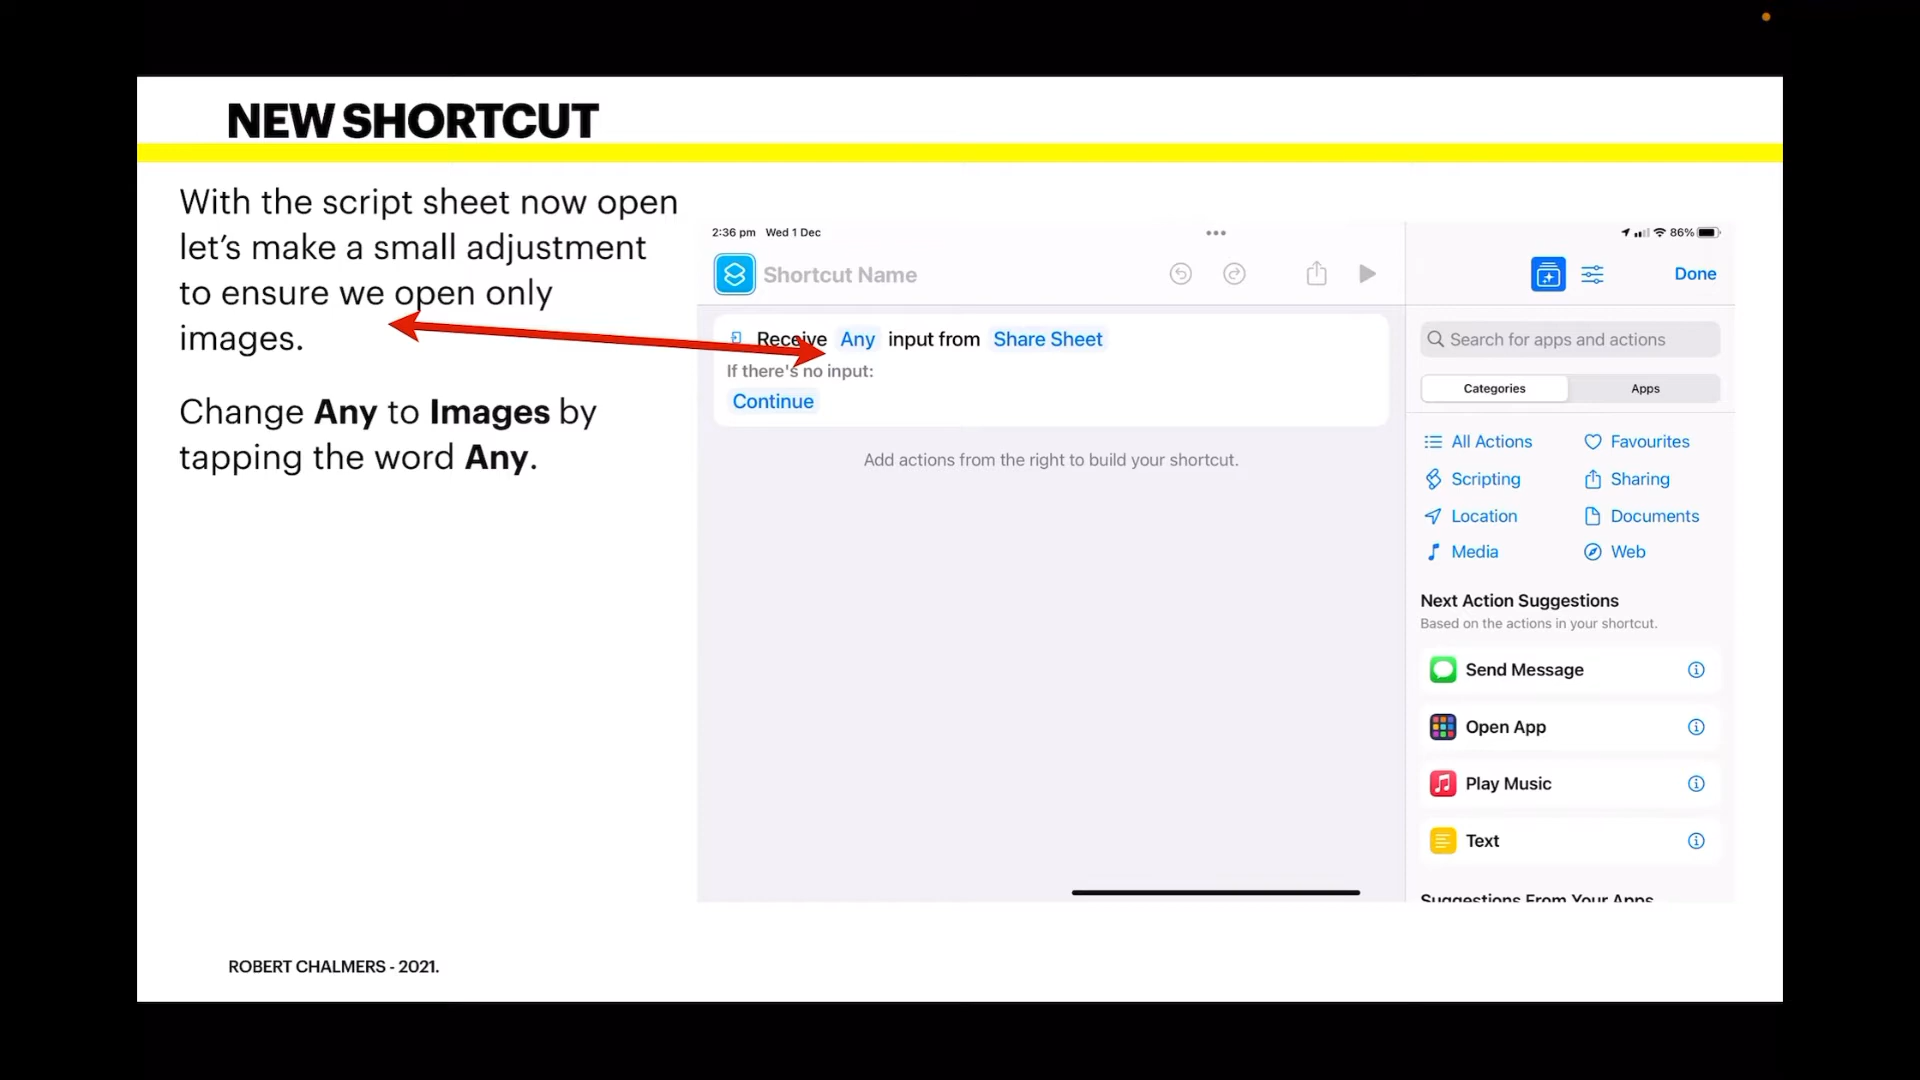 NEW SHORTCUT
With the script sheet now open
let's make a small adjustment
to ensure we open only
images.
Change Any to Images by
tapping the word Any.
2:36 pm Wed 1 Dec
86%
Shortcut Name
Done
Receive Any input from Share Sheet
If there's no input:
Continue
Add actions from the right to build your shortcut.
Search for apps and actions
Categories Apps
All Actions Favourites
Scripting Sharing
Location Documents
Media Web
Next Action Suggestions
Based on the actions in your shortcut.
Send Message
Open App
Play Music
Text
Suggestions From Your Apps
ROBERT CHALMERS - 2021.